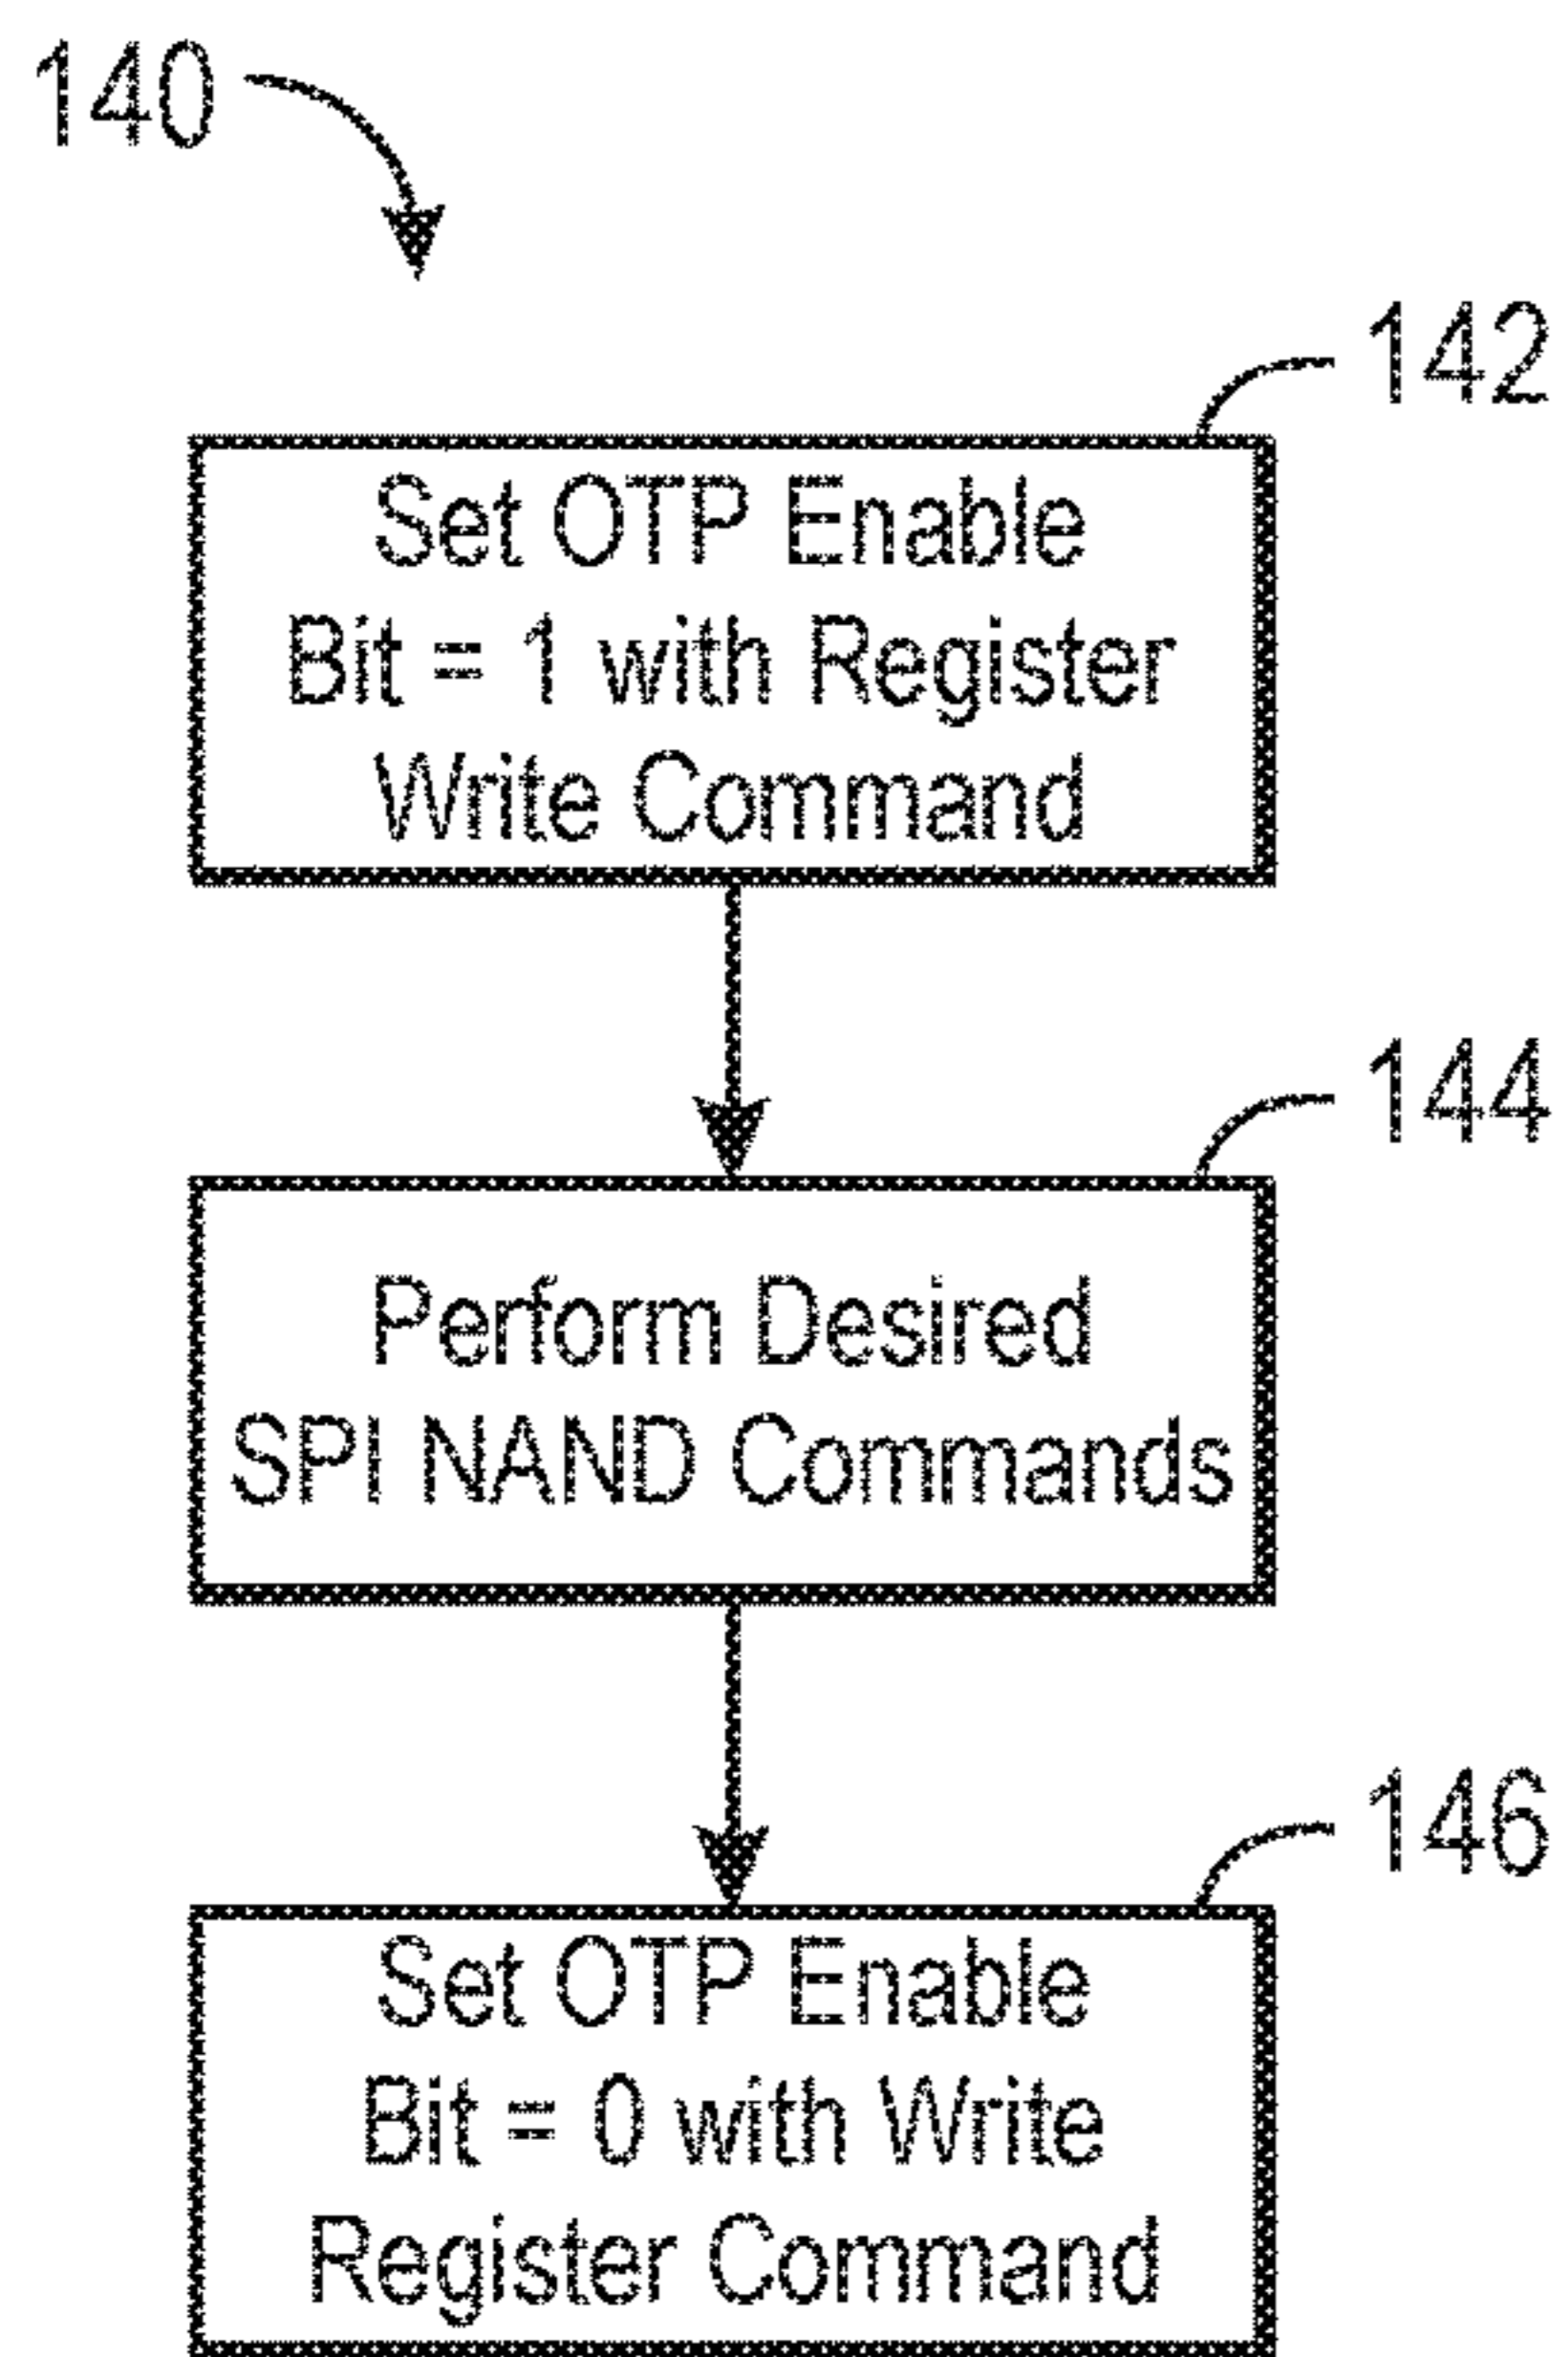 140
142
Set OTP Enable
Bit = 1 with Register
Write Command
144
Perform Desired
SPI NAND Commands
146
Set OTP Enable
Bit = 0 with Write
Register Command